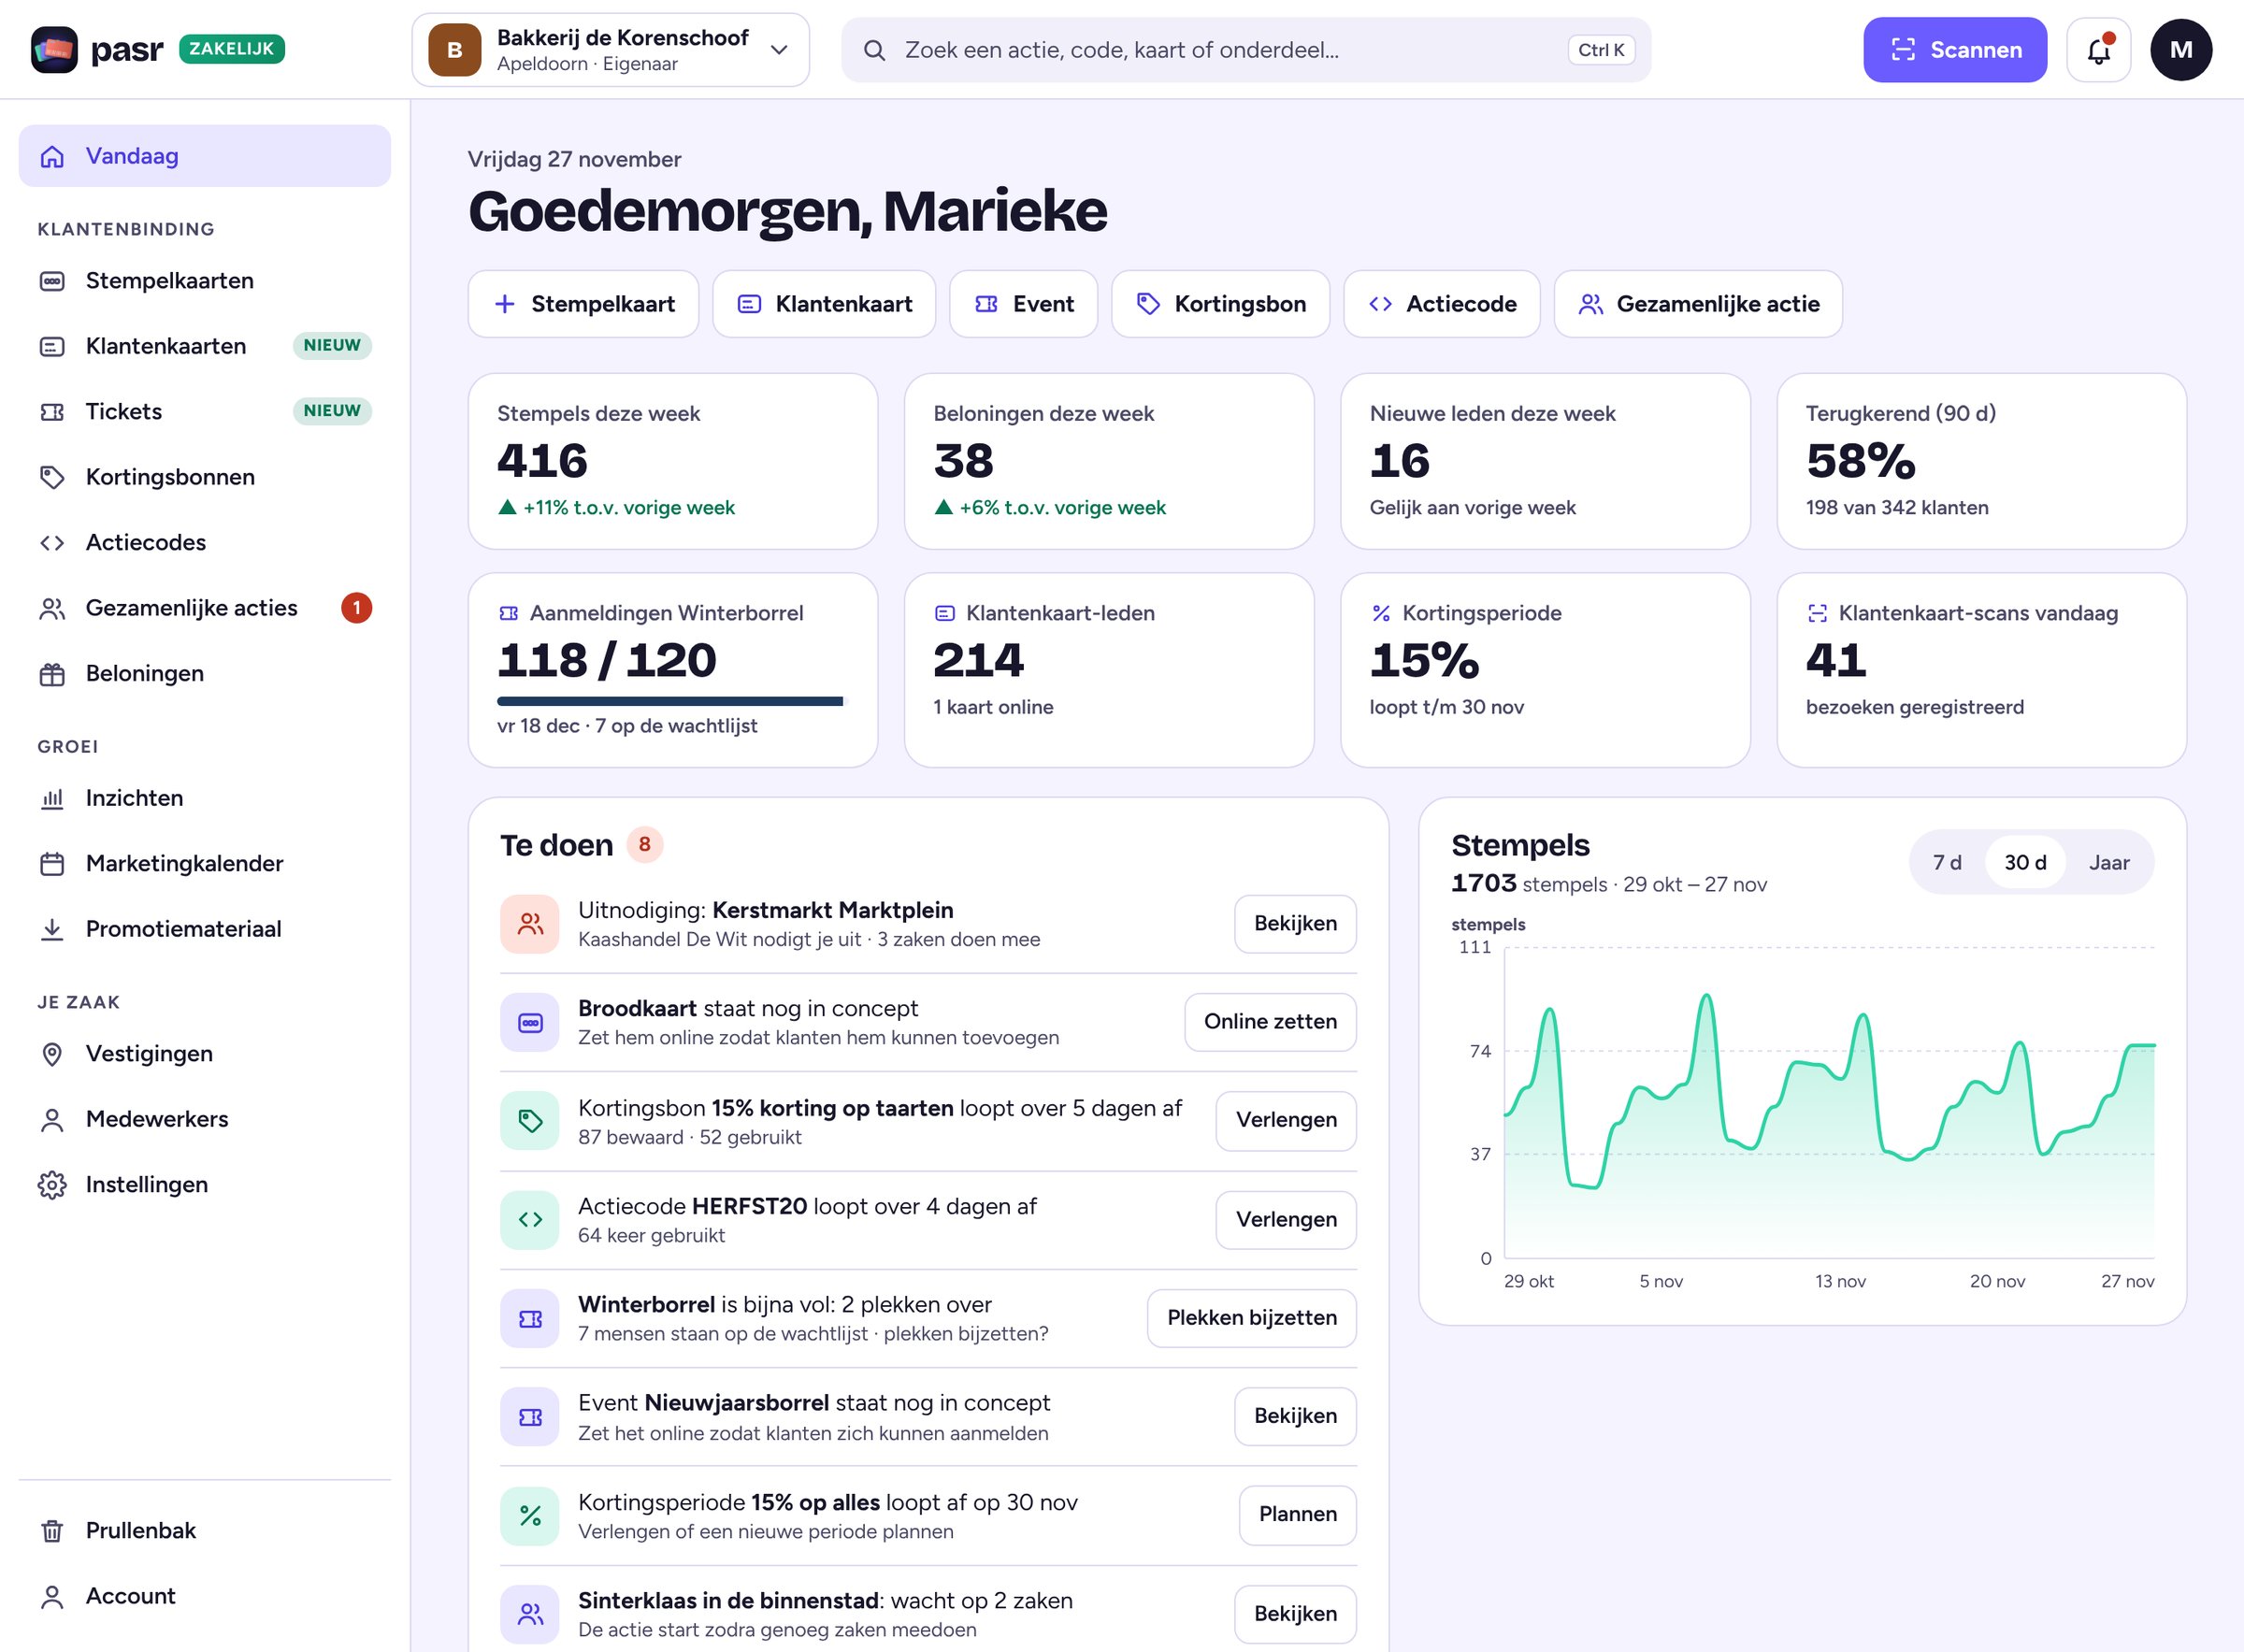 pasr ZAKELIJK
B
Bakkerij de Korenschoof
Apeldoorn · Eigenaar
Zoek een actie, code, kaart of onderdeel... Ctrl K
Scannen
M
Vandaag
KLANTENBINDING
Stempelkaarten
Klantenkaarten NIEUW
Tickets NIEUW
Kortingsbonnen
Actiecodes
Gezamenlijke acties 1
Beloningen
GROEI
Inzichten
Marketingkalender
Promotiemateriaal
JE ZAAK
Vestigingen
Medewerkers
Instellingen
Prullenbak
Account
Vrijdag 27 november
Goedemorgen, Marieke
Stempelkaart
Klantenkaart
Event
Kortingsbon
Actiecode
Gezamenlijke actie
Stempels deze week
416
▲ +11% t.o.v. vorige week
Beloningen deze week
38
▲ +6% t.o.v. vorige week
Nieuwe leden deze week
16
Gelijk aan vorige week
Terugkerend (90 d)
58%
198 van 342 klanten
Aanmeldingen Winterborrel
118 / 120
vr 18 dec · 7 op de wachtlijst
Klantenkaart-leden
214
1 kaart online
Kortingsperiode
15%
loopt t/m 30 nov
Klantenkaart-scans vandaag
41
bezoeken geregistreerd
Te doen 8
Uitnodiging: Kerstmarkt Marktplein
Kaashandel De Wit nodigt je uit · 3 zaken doen mee
Bekijken
Broodkaart staat nog in concept
Zet hem online zodat klanten hem kunnen toevoegen
Online zetten
Kortingsbon 15% korting op taarten loopt over 5 dagen af
87 bewaard · 52 gebruikt
Verlengen
Actiecode HERFST20 loopt over 4 dagen af
64 keer gebruikt
Verlengen
Winterborrel is bijna vol: 2 plekken over
7 mensen staan op de wachtlijst · plekken bijzetten?
Plekken bijzetten
Event Nieuwjaarsborrel staat nog in concept
Zet het online zodat klanten zich kunnen aanmelden
Bekijken
Kortingsperiode 15% op alles loopt af op 30 nov
Verlengen of een nieuwe periode plannen
Plannen
Sinterklaas in de binnenstad: wacht op 2 zaken
De actie start zodra genoeg zaken meedoen
Bekijken
Stempels
1703 stempels · 29 okt – 27 nov
7 d 30 d Jaar
stempels
111
74
37
0
29 okt 5 nov 13 nov 20 nov 27 nov